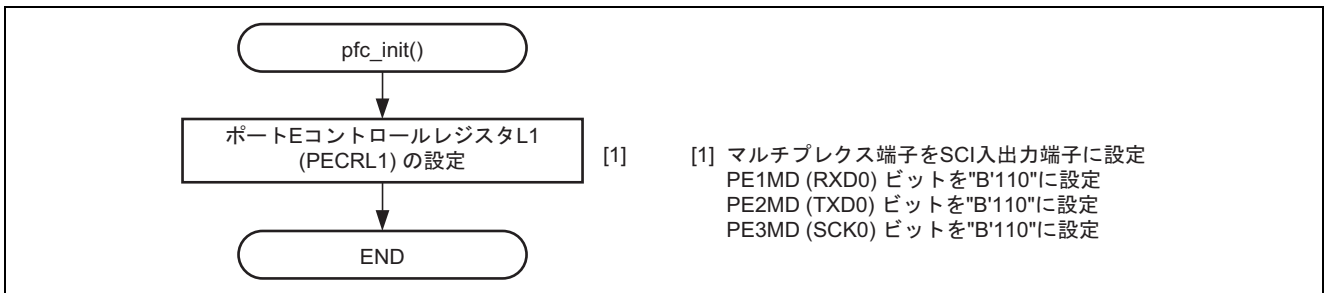 pfc_init()
ポートEコントロールレジスタL1
(PECRL1) の設定
[1]
[1] マルチプレクス端子をSCI入出力端子に設定
PE1MD (RXD0) ビットを"B'110"に設定
PE2MD (TXD0) ビットを"B'110"に設定
PE3MD (SCK0) ビットを"B'110"に設定
END